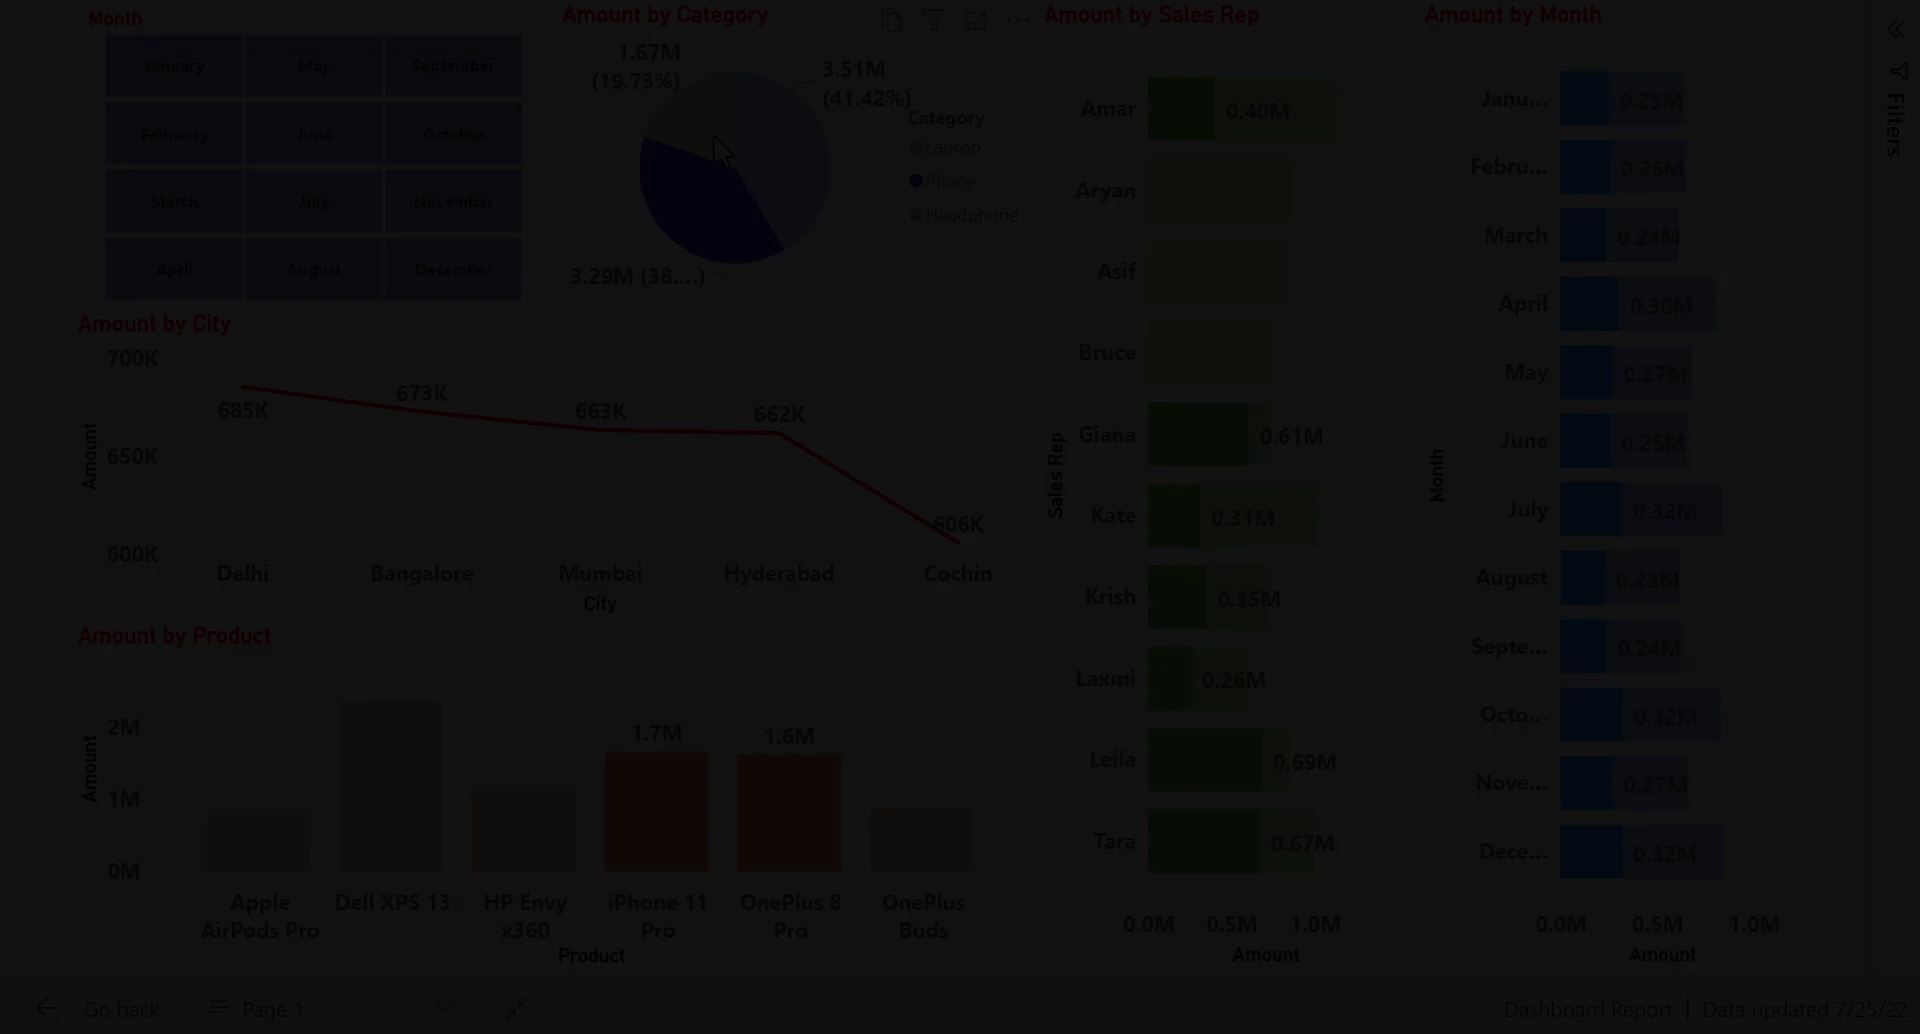 Month
January May September
February June October
March July November
April August December
Amount by Category
1.67M
(19.73%)
3.51M
(41.42%)
3.29M (38....)
Category
Laptop
Phone
Headphone
Amount by City
Amount
700K
650K
600K
685K
673K
663K
662K
606K
Delhi Bangalore Mumbai Hyderabad Cochin
City
Amount by Product
Amount
2M
1M
0M
1.7M
1.6M
Apple AirPods Pro
Dell XPS 13
HP Envy x360
iPhone 11 Pro
OnePlus 8 Pro
OnePlus Buds
Product
Amount by Sales Rep
Sales Rep
Amar 0.40M
Aryan
Asif
Bruce
Giana 0.61M
Kate 0.31M
Krish 0.35M
Laxmi 0.26M
Leila 0.69M
Tara 0.67M
0.0M 0.5M 1.0M
Amount
Amount by Month
Month
Janu... 0.25M
Febru... 0.26M
March 0.24M
April 0.30M
May 0.27M
June 0.26M
July 0.32M
August 0.23M
Septe... 0.24M
Octo... 0.32M
Nove... 0.27M
Dece... 0.32M
0.0M 0.5M 1.0M
Amount
Filters
Go back Page 1
Dashboard Report | Data updated 7/25/22